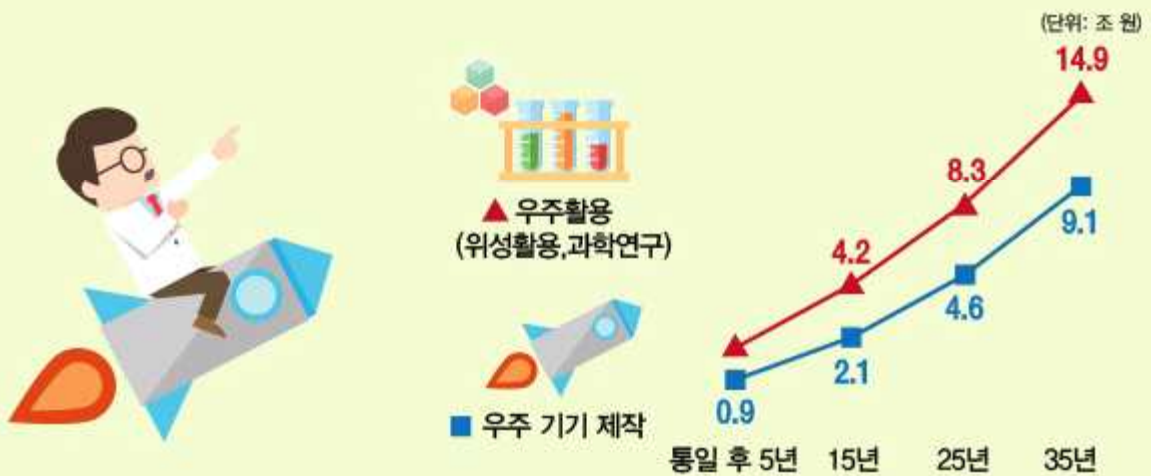 (단위: 조 원)
14.9
8.3
▲ 우주활용
(위성활용,과학연구)
4.2
9.1
4.6
2.1
0.9
■ 우주 기기 제작
통일 후 5년 15년 25년 35년